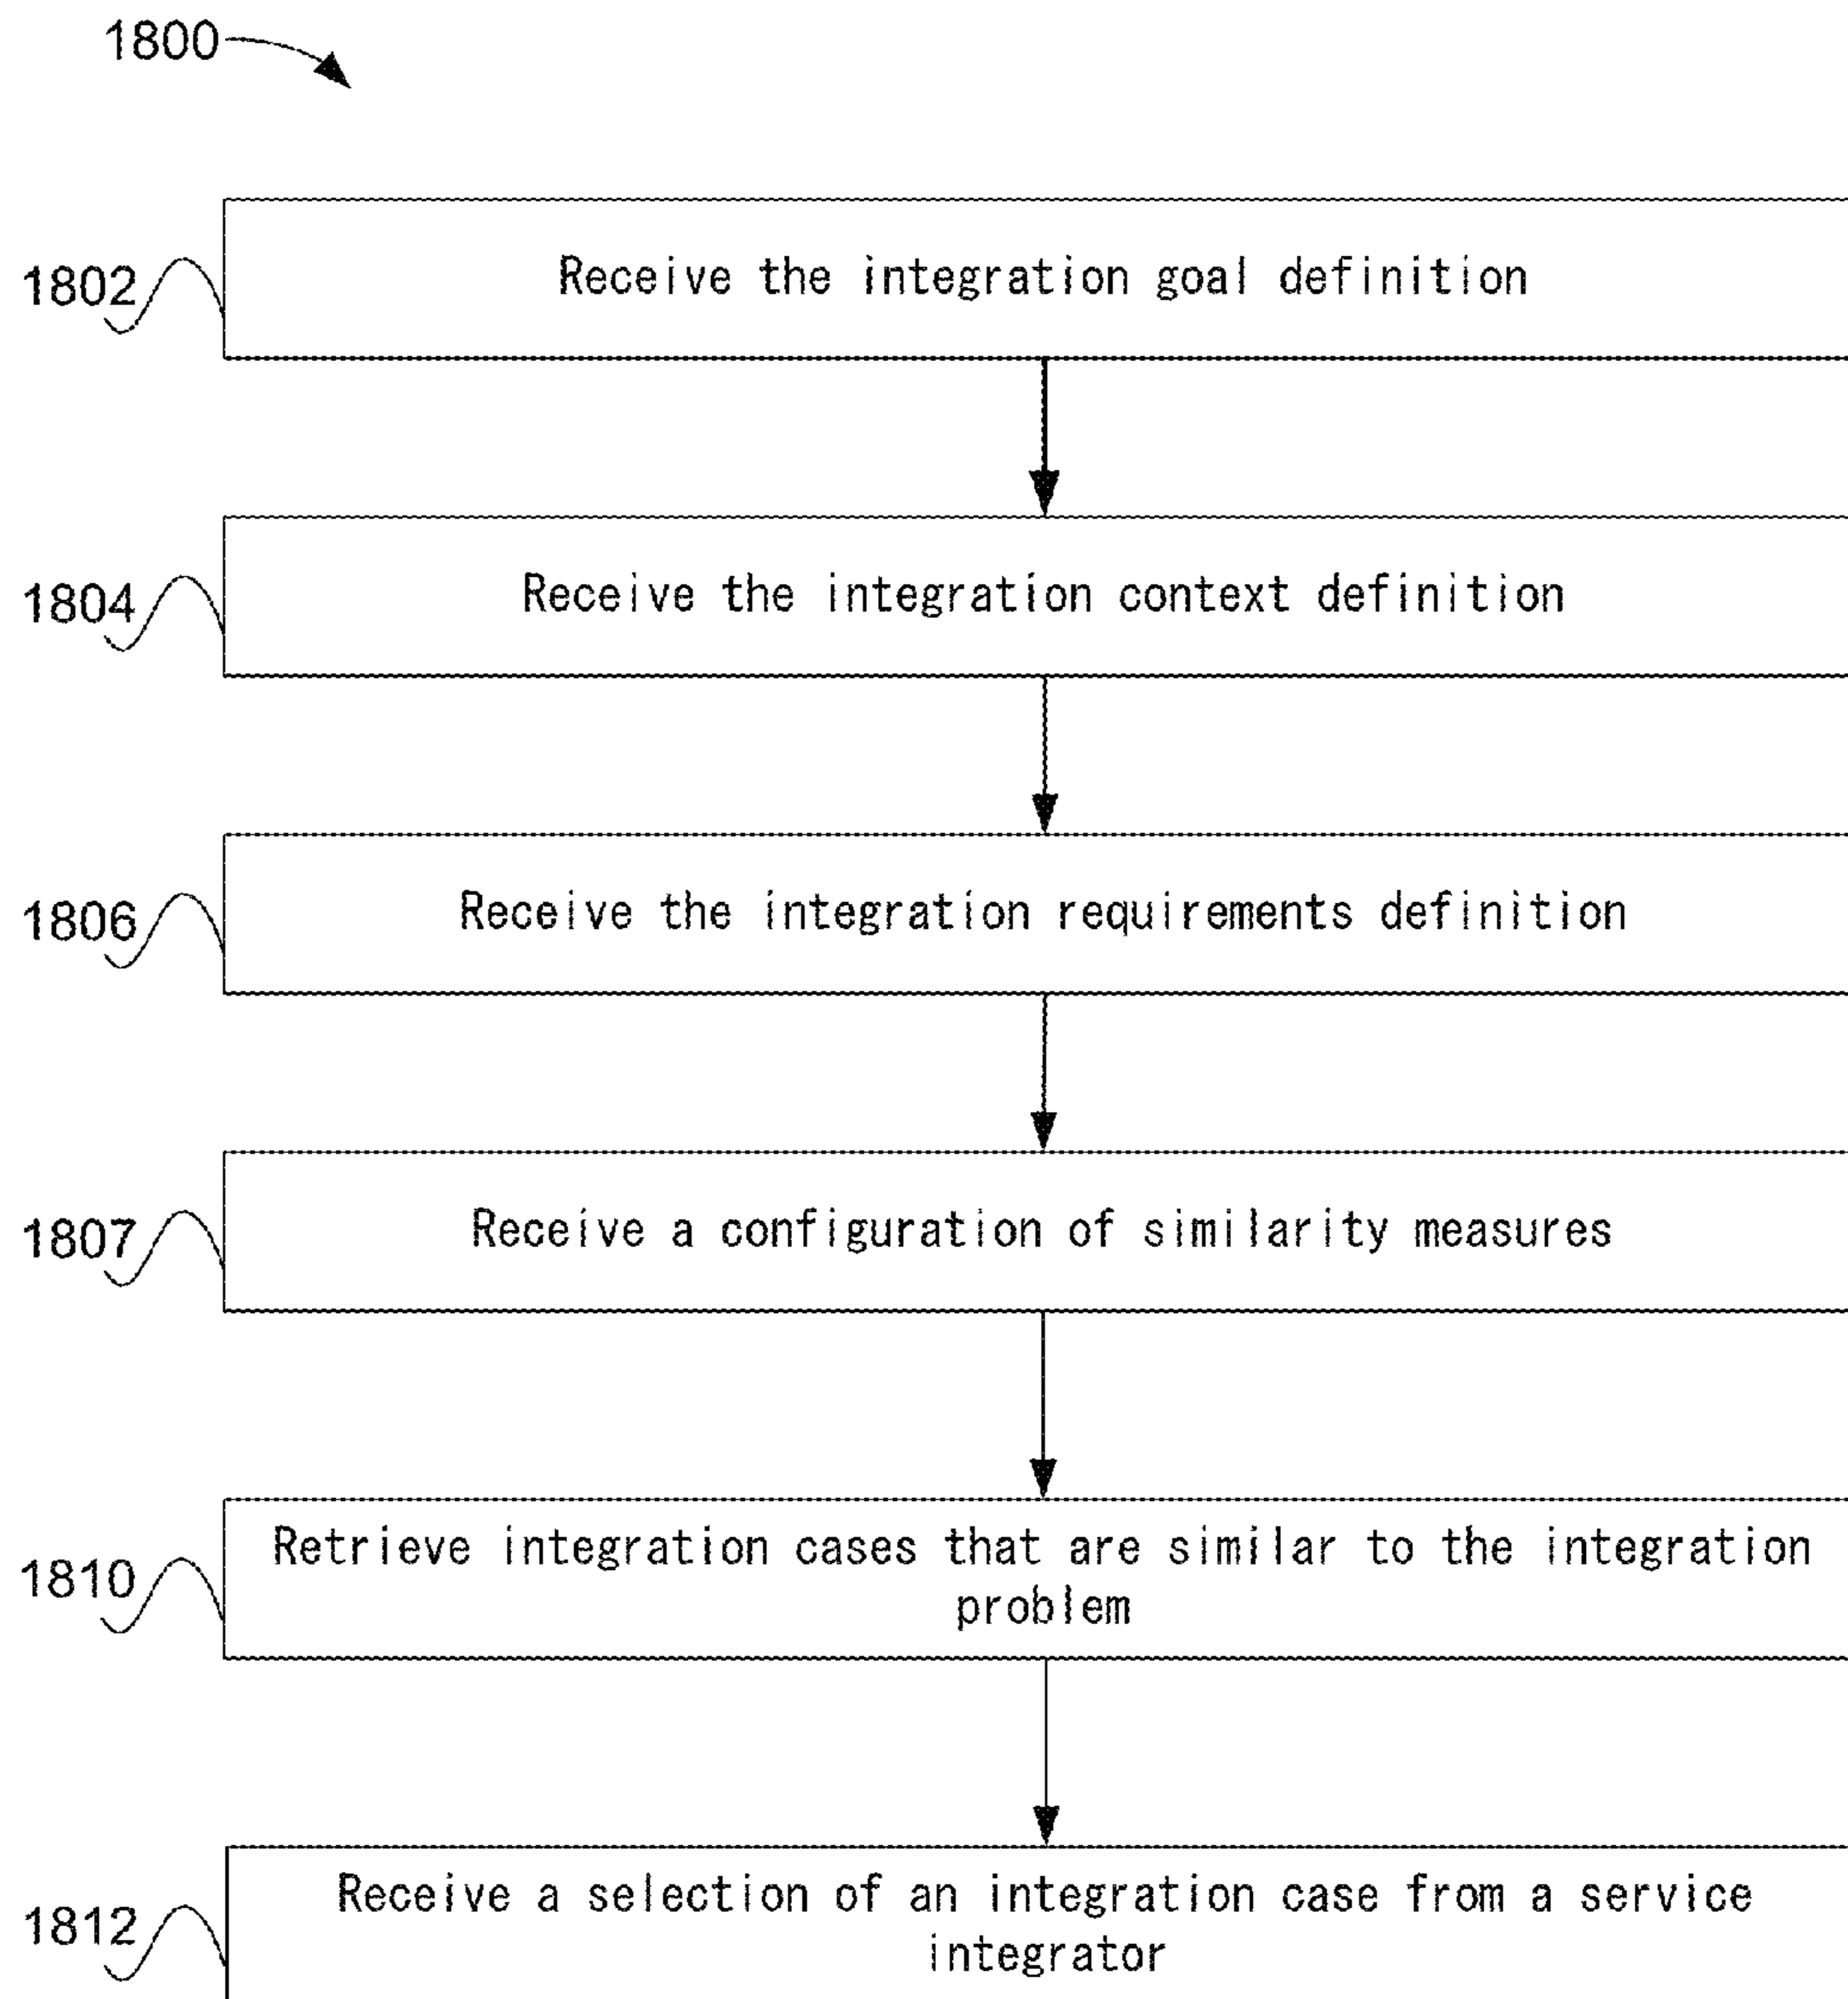 1800
1802
Receive the integration goal definition
1804
Receive the integration context definition
1806
Receive the integration requirements definition
1807
Receive a configuration of similarity measures
1810
Retrieve integration cases that are similar to the integration
problem
1812
Receive a selection of an integration case from a service
integrator